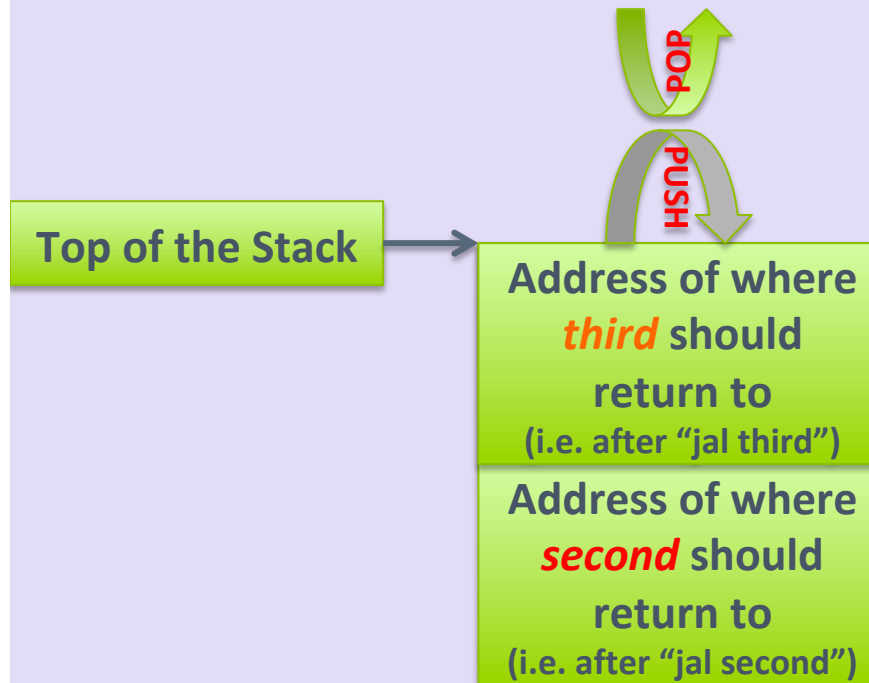 POP
PUSH
Top of the Stack
Address of where
third should
return to
(i.e. after “jal third”)
Address of where
second should
return to
(i.e. after “jal second”)